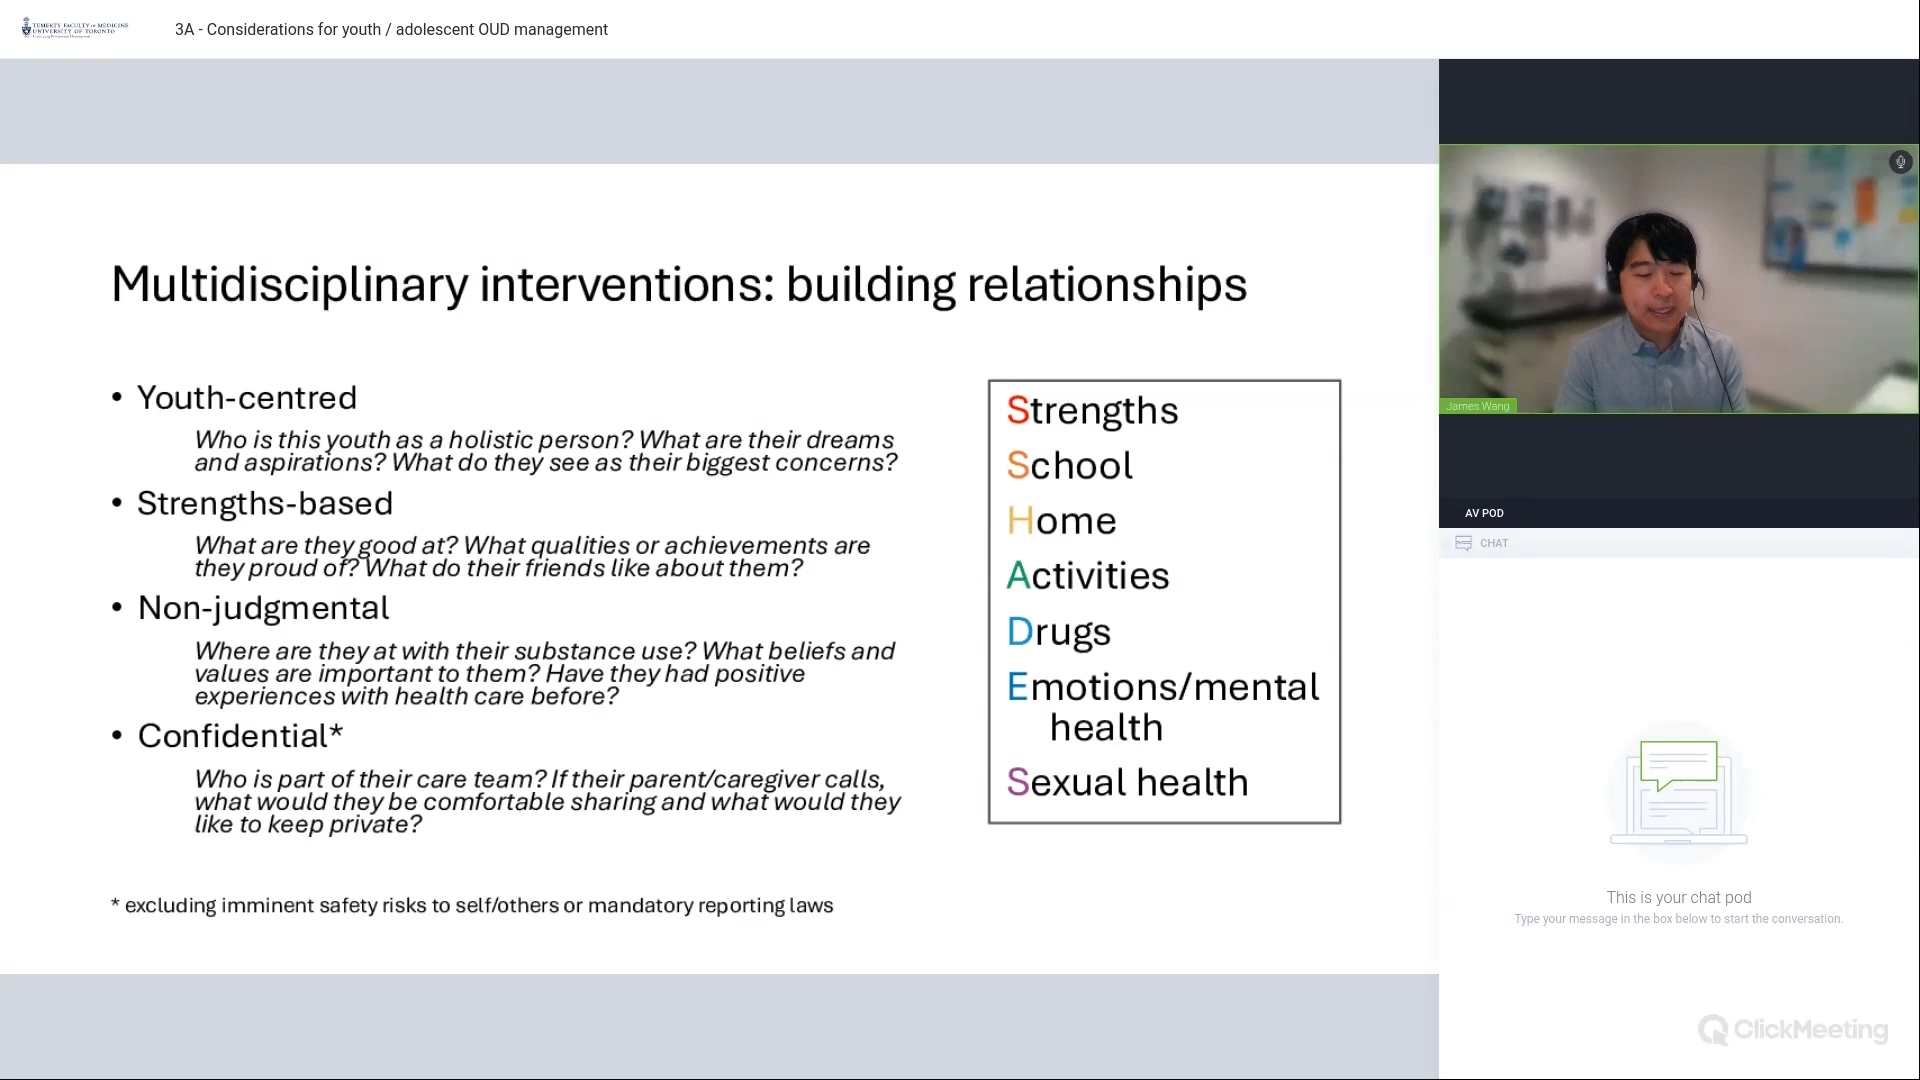 TEMERTY FACULTY OF MEDICINE
UNIVERSITY OF TORONTO
3A - Considerations for youth / adolescent OUD management
Multidisciplinary interventions: building relationships
• Youth-centred
Who is this youth as a holistic person? What are their dreams
and aspirations? What do they see as their biggest concerns?
• Strengths-based
What are they good at? What qualities or achievements are
they proud of? What do their friends like about them?
• Non-judgmental
Where are they at with their substance use? What beliefs and
values are important to them? Have they had positive
experiences with health care before?
• Confidential*
Who is part of their care team? If their parent/caregiver calls,
what would they be comfortable sharing and what would they
like to keep private?
* excluding imminent safety risks to self/others or mandatory reporting laws
Strengths
School
Home
Activities
Drugs
Emotions/mental
health
Sexual health
James Wang
AV POD
CHAT
This is your chat pod
Type your message in the box below to start the conversation.
ClickMeeting